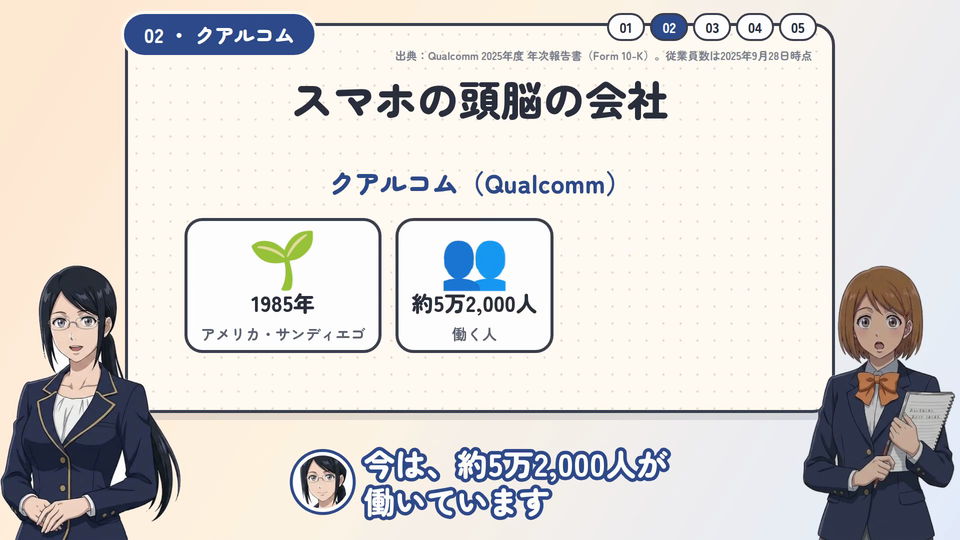 02 ・ クアルコム
01 02 03 04 05
出典：Qualcomm 2025年度 年次報告書（Form 10-K）。従業員数は2025年9月28日時点
スマホの頭脳の会社
クアルコム（Qualcomm）
1985年
アメリカ・サンディエゴ
約5万2,000人
働く人
今は、約5万2,000人が
働いています